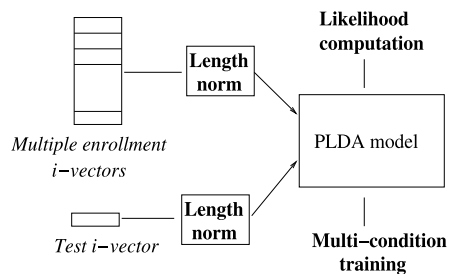 Likelihood
computation
Length
norm
Multiple enrollment
i−vectors
PLDA model
Length
norm
Test i−vector
Multi−condition
training